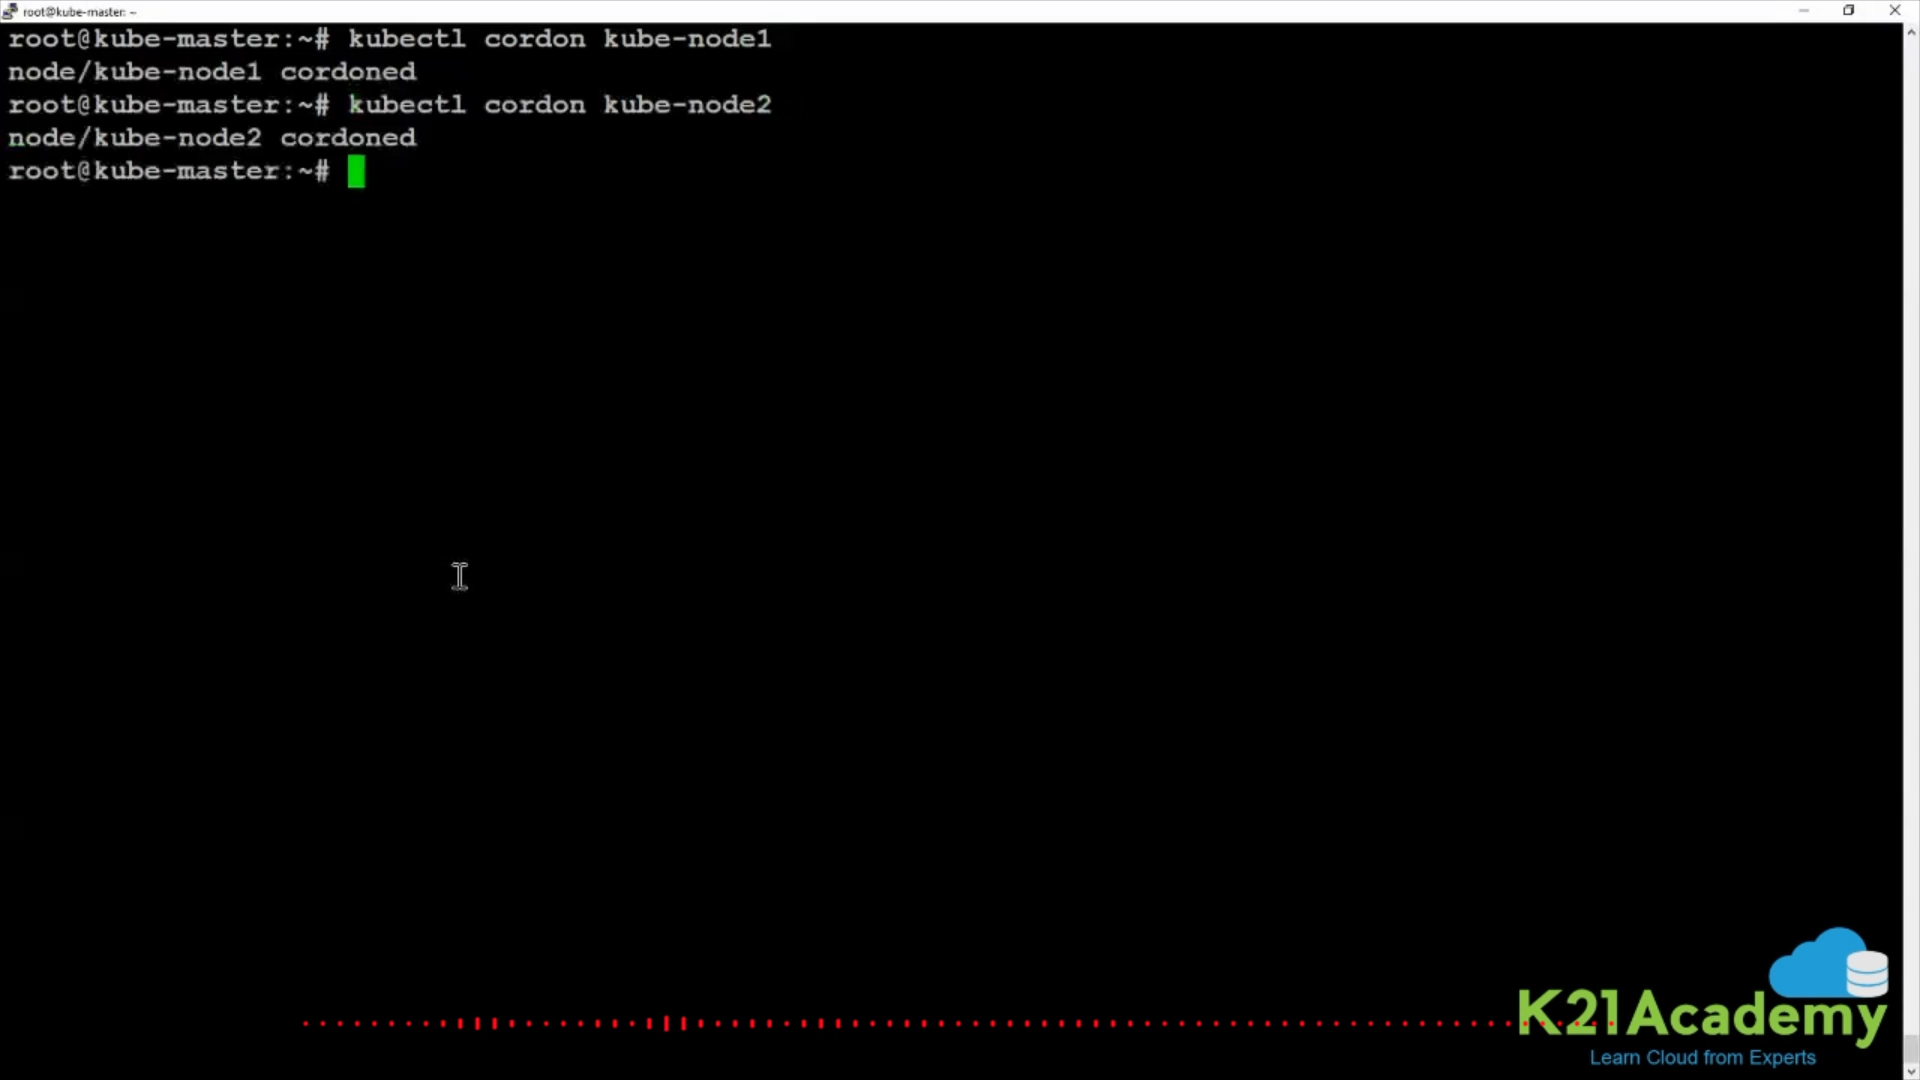 root@kube-master: ~
root@kube-master:~# kubectl cordon kube-node1
node/kube-node1 cordoned
root@kube-master:~# kubectl cordon kube-node2
node/kube-node2 cordoned
root@kube-master:~#
K21Academy
Learn Cloud from Experts